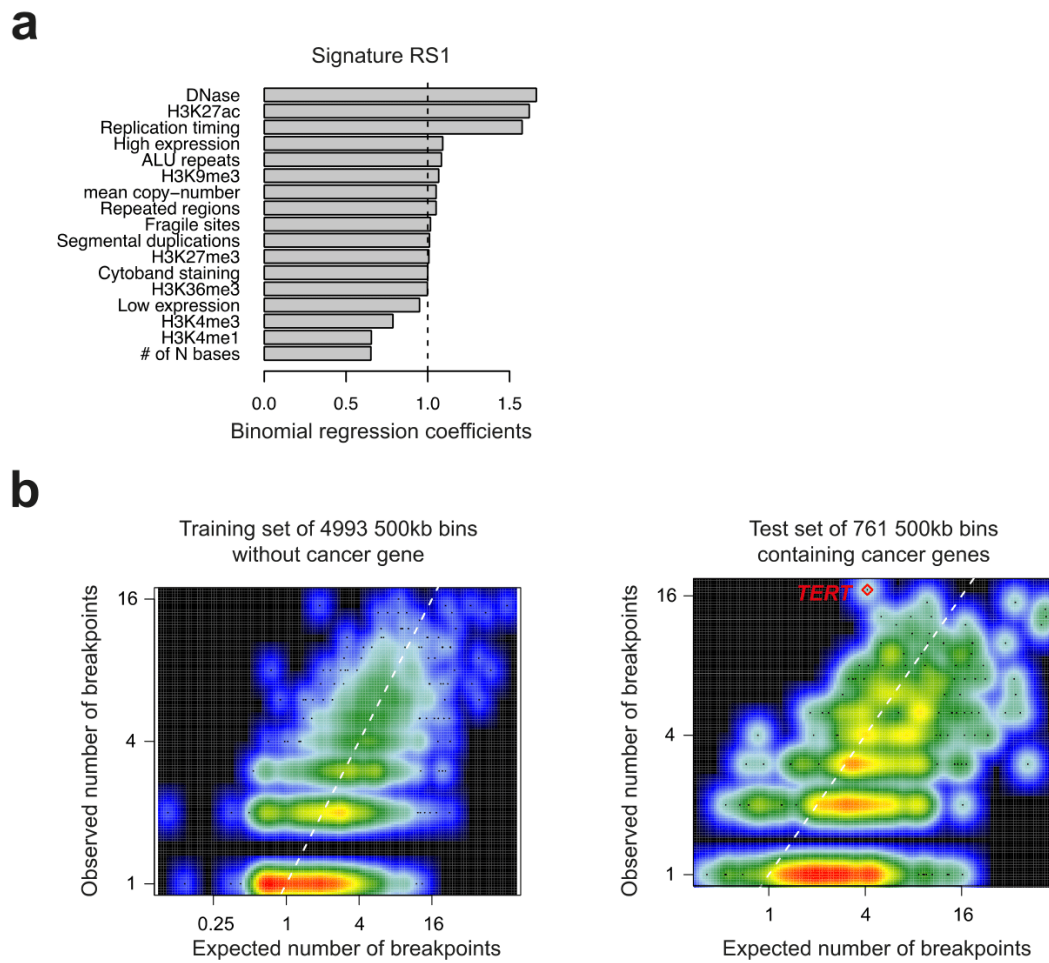 a
Signature RS1
DNase
H3K27ac
Replication timing
High expression
ALU repeats
H3K9me3
mean copy−number
Repeated regions
Fragile sites
Segmental duplications
H3K27me3
Cytoband staining
H3K36me3
Low expression
H3K4me3
H3K4me1
# of N bases
0.0 0.5 1.0 1.5
Binomial regression coefficients
b
Training set of 4993 500kb bins
without cancer gene
Observed number of breakpoints
16
4
1
0.25 1 4 16
Expected number of breakpoints
Test set of 761 500kb bins
containing cancer genes
Observed number of breakpoints
TERT
16
4
1
1 4 16
Expected number of breakpoints